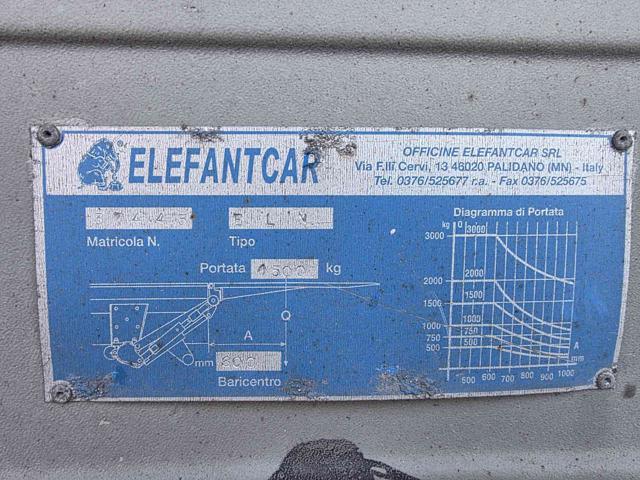 ELEFANTCAR
OFFICINE ELEFANTCAR SRL
Via F.lli Cervi, 13 46020 PALIDANO (MN) - Italy
Tel. 0376/525677 r.a. - Fax 0376/525675
Matricola N.
Tipo
Portata 1500 kg
A
Q
mm 600
Baricentro
Diagramma di Portata
kg Q
3000 3000
2000 2000
1500 1500
1000 1000
750 750
500 500
A
mm
500 600 700 800 900 1000